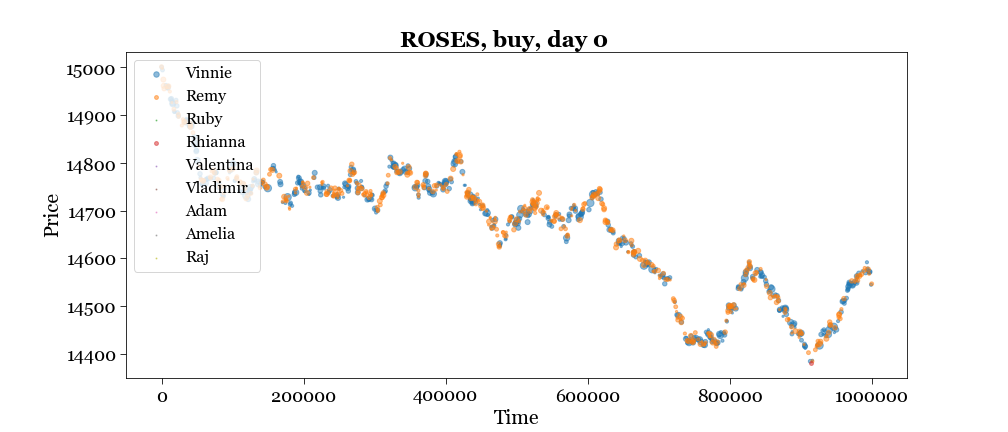 ROSES, buy, day 0
15000
14900
14800
14700
14600
14500
14400
Price
Vinnie
Remy
Ruby
Rhianna
Valentina
Vladimir
Adam
Amelia
Raj
0
200000
400000
600000
800000
1000000
Time